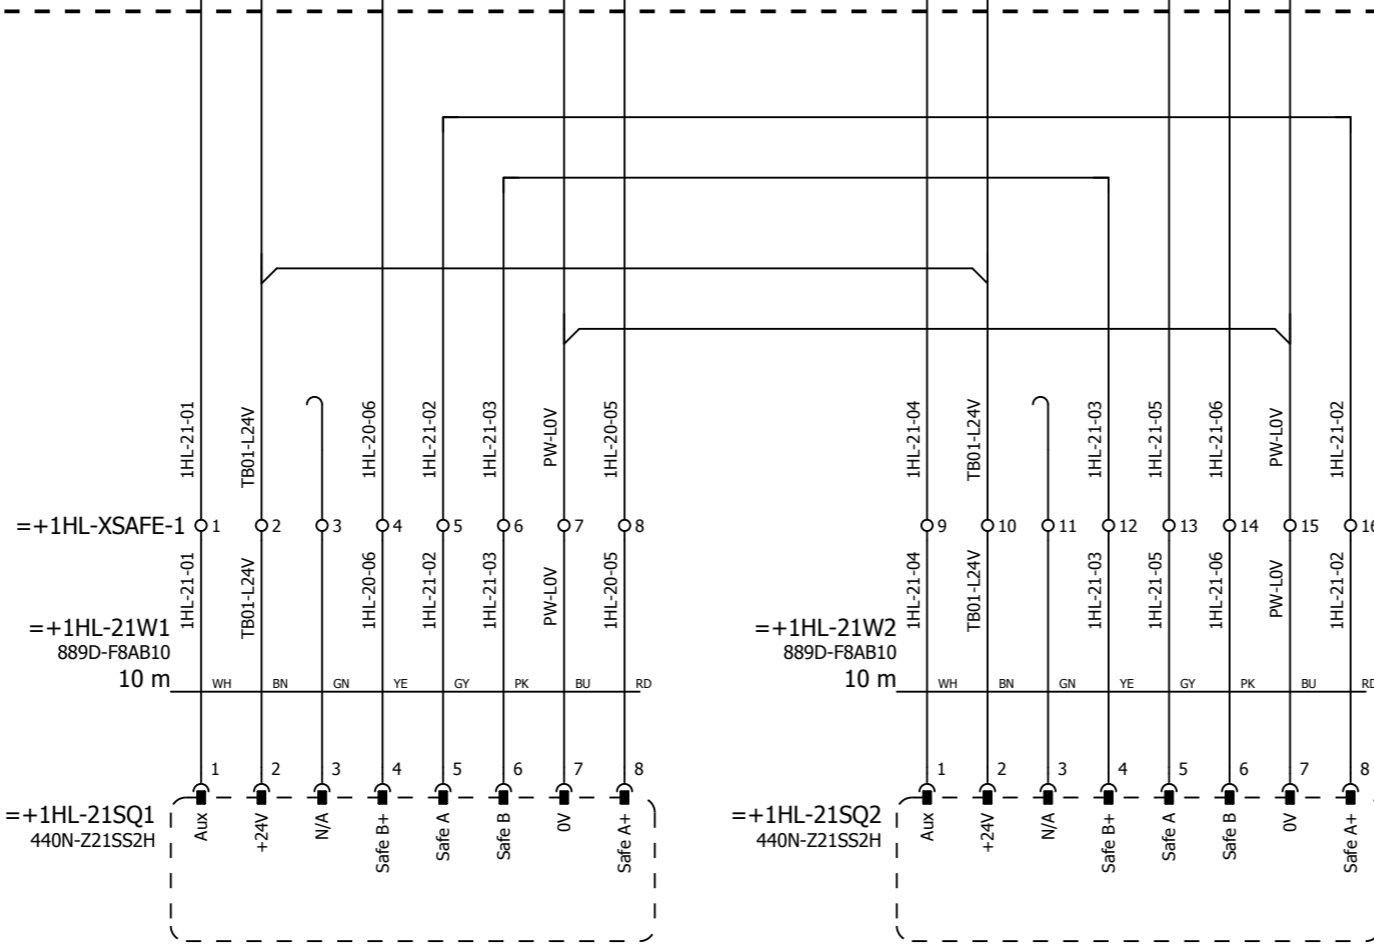 1HL-21-01
TB01-L24V
1HL-20-06
1HL-21-02
1HL-21-03
PW-L0V
1HL-20-05
1HL-21-04
TB01-L24V
1HL-21-03
1HL-21-05
1HL-21-06
PW-L0V
1HL-21-02
=+1HL-XSAFE-1
1 2 3 4 5 6 7 8
9 10 11 12 13 14 15 16
1HL-21-01
TB01-L24V
1HL-20-06
1HL-21-02
1HL-21-03
PW-L0V
1HL-20-05
1HL-21-04
TB01-L24V
1HL-21-03
1HL-21-05
1HL-21-06
PW-L0V
1HL-21-02
=+1HL-21W1
889D-F8AB10
10 m
WH BN GN YE GY PK BU RD
=+1HL-21W2
889D-F8AB10
10 m
WH BN GN YE GY PK BU RD
1 2 3 4 5 6 7 8
=+1HL-21SQ1
440N-Z21SS2H
Aux
+24V
N/A
Safe B+
Safe A
Safe B
0V
Safe A+
1 2 3 4 5 6 7 8
=+1HL-21SQ2
440N-Z21SS2H
Aux
+24V
N/A
Safe B+
Safe A
Safe B
0V
Safe A+